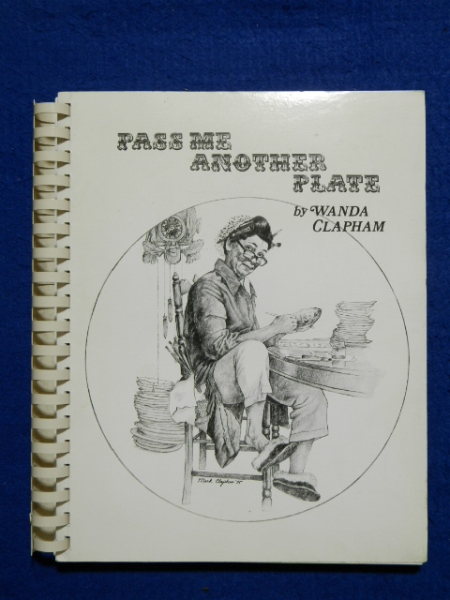 PASS ME
ANOTHER
PLATE
by WANDA
CLAPHAM